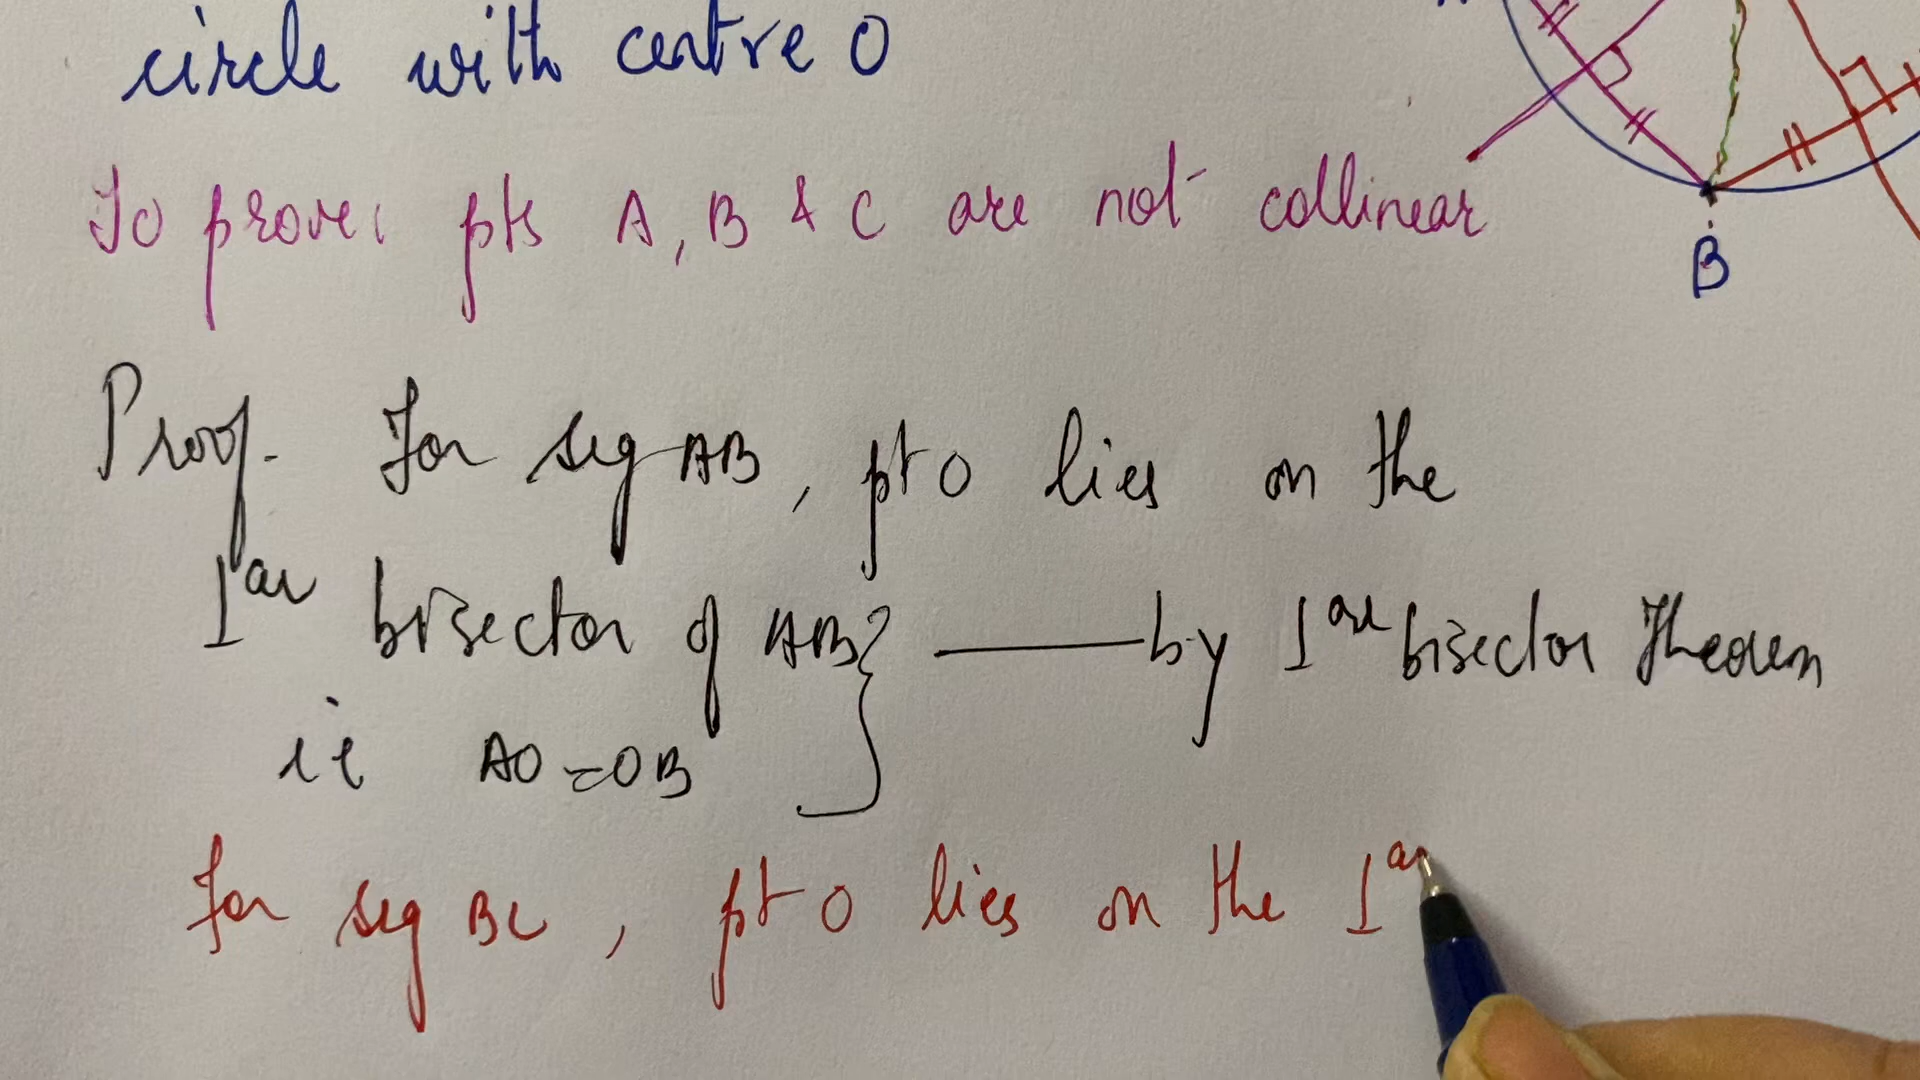 circle with centre O
To prove: pts A, B & C are not collinear
B
Proof. For seg AB, pt O lies on the
⊥ar bisector of AB } by ⊥ar bisector Theorem
ie AO = OB
For seg BC, pt O lies on the ⊥ar